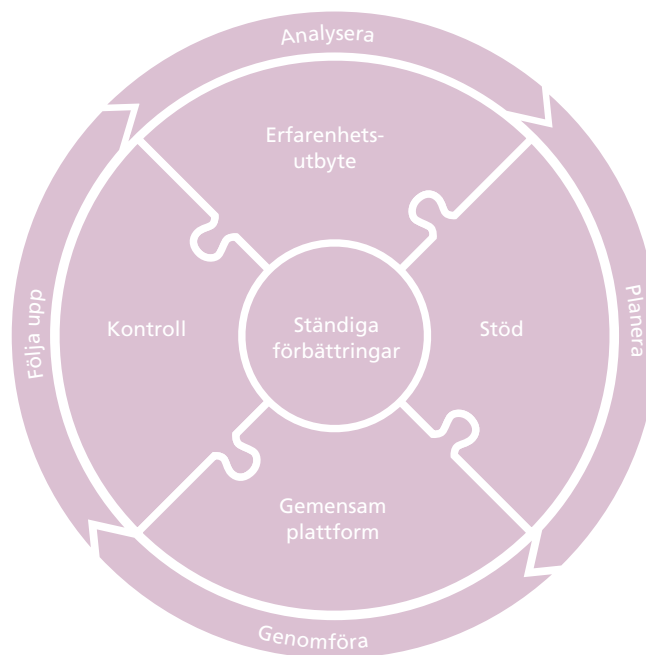 Analysera
Erfarenhets-
utbyte
Följa upp
Kontroll
Ständiga
förbättringar
Stöd
Planera
Gemensam
plattform
Genomföra